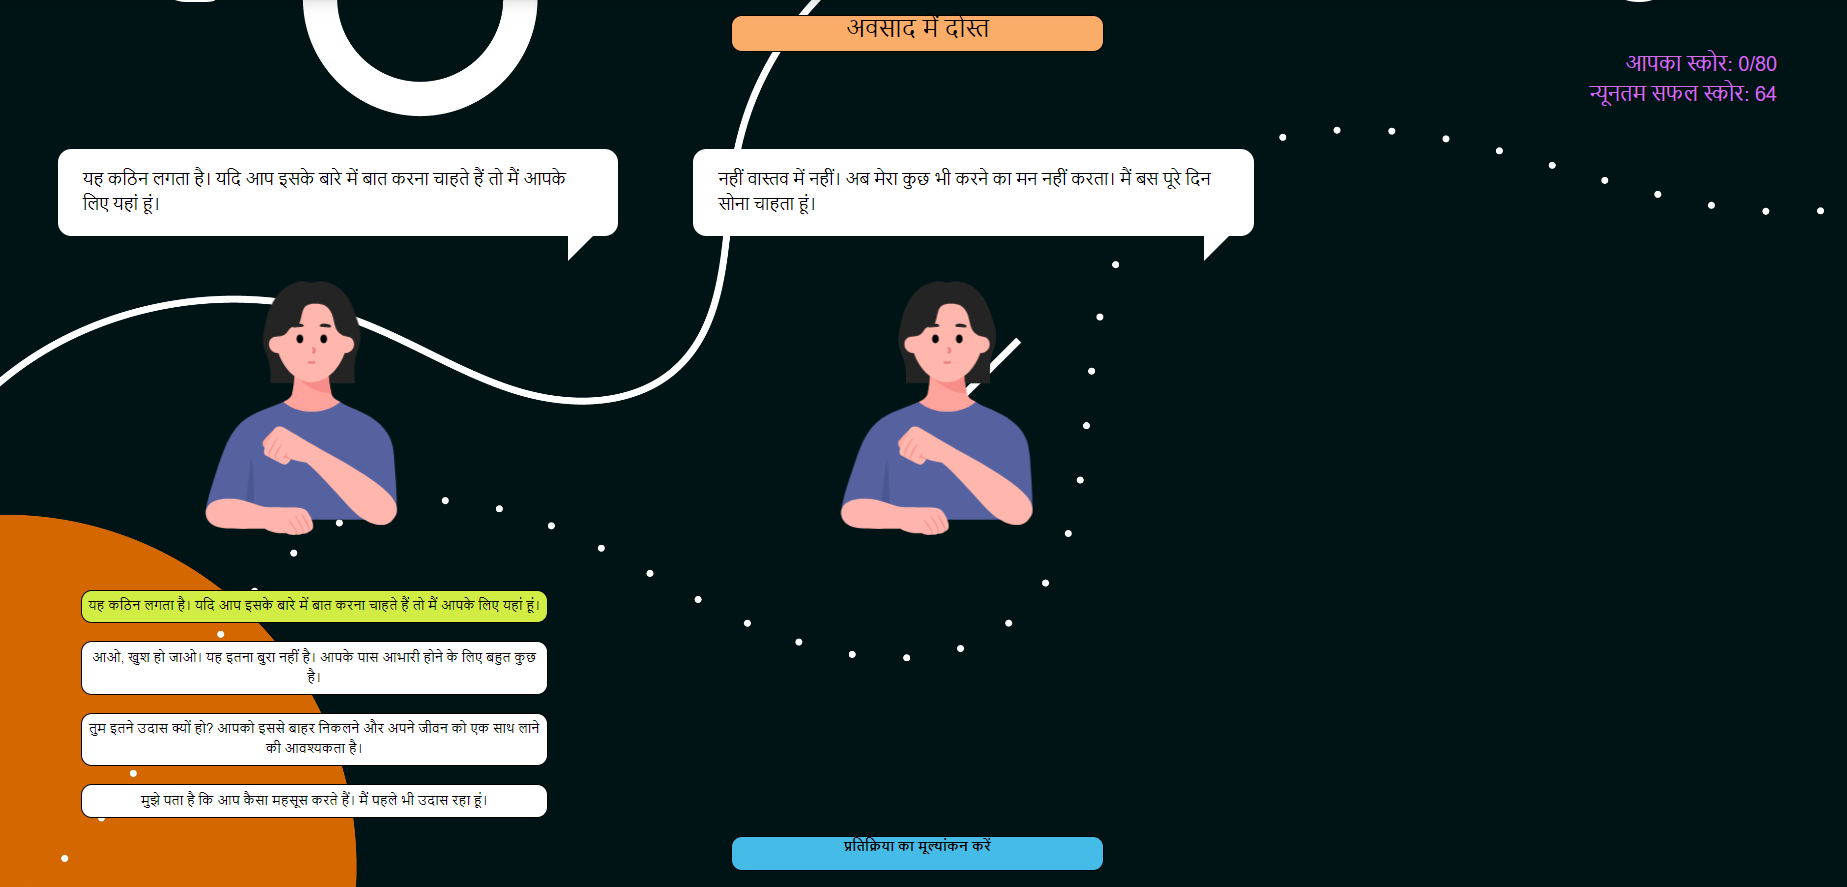 अवसाद में दोस्त
आपका स्कोर: 0/80
न्यूनतम सफल स्कोर: 64
यह कठिन लगता है। यदि आप इसके बारे में बात करना चाहते हैं तो मैं आपके
लिए यहां हूं।
नहीं वास्तव में नहीं। अब मेरा कुछ भी करने का मन नहीं करता। मैं बस पूरे दिन
सोना चाहता हूं।
यह कठिन लगता है। यदि आप इसके बारे में बात करना चाहते हैं तो मैं आपके लिए यहां हूं।
आओ, खुश हो जाओ। यह इतना बुरा नहीं है। आपके पास आभारी होने के लिए बहुत कुछ
है।
तुम इतने उदास क्यों हो? आपको इससे बाहर निकलने और अपने जीवन को एक साथ लाने
की आवश्यकता है।
मुझे पता है कि आप कैसा महसूस करते हैं। मैं पहले भी उदास रहा हूं।
प्रतिक्रिया का मूल्यांकन करें